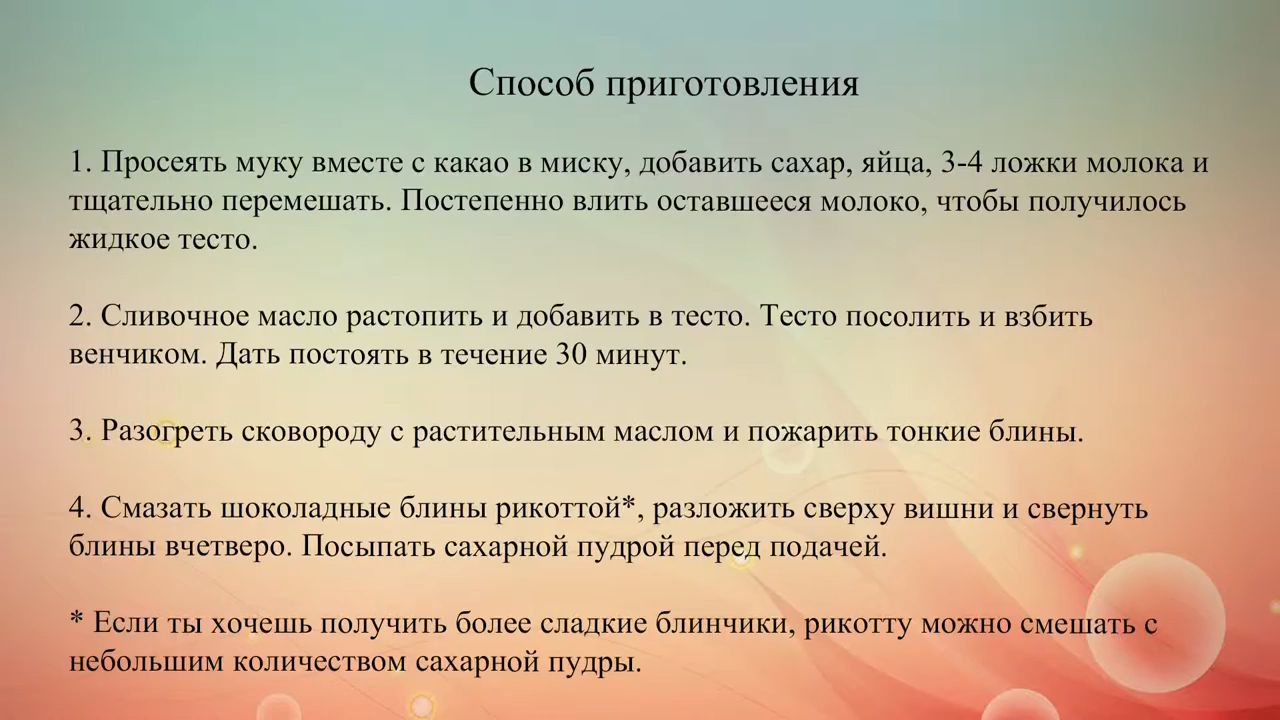 Способ приготовления
1. Просеять муку вместе с какао в миску, добавить сахар, яйца, 3-4 ложки молока и
тщательно перемешать. Постепенно влить оставшееся молоко, чтобы получилось
жидкое тесто.
2. Сливочное масло растопить и добавить в тесто. Тесто посолить и взбить
венчиком. Дать постоять в течение 30 минут.
3. Разогреть сковороду с растительным маслом и пожарить тонкие блины.
4. Смазать шоколадные блины рикоттой*, разложить сверху вишни и свернуть
блины вчетверо. Посыпать сахарной пудрой перед подачей.
* Если ты хочешь получить более сладкие блинчики, рикотту можно смешать с
небольшим количеством сахарной пудры.